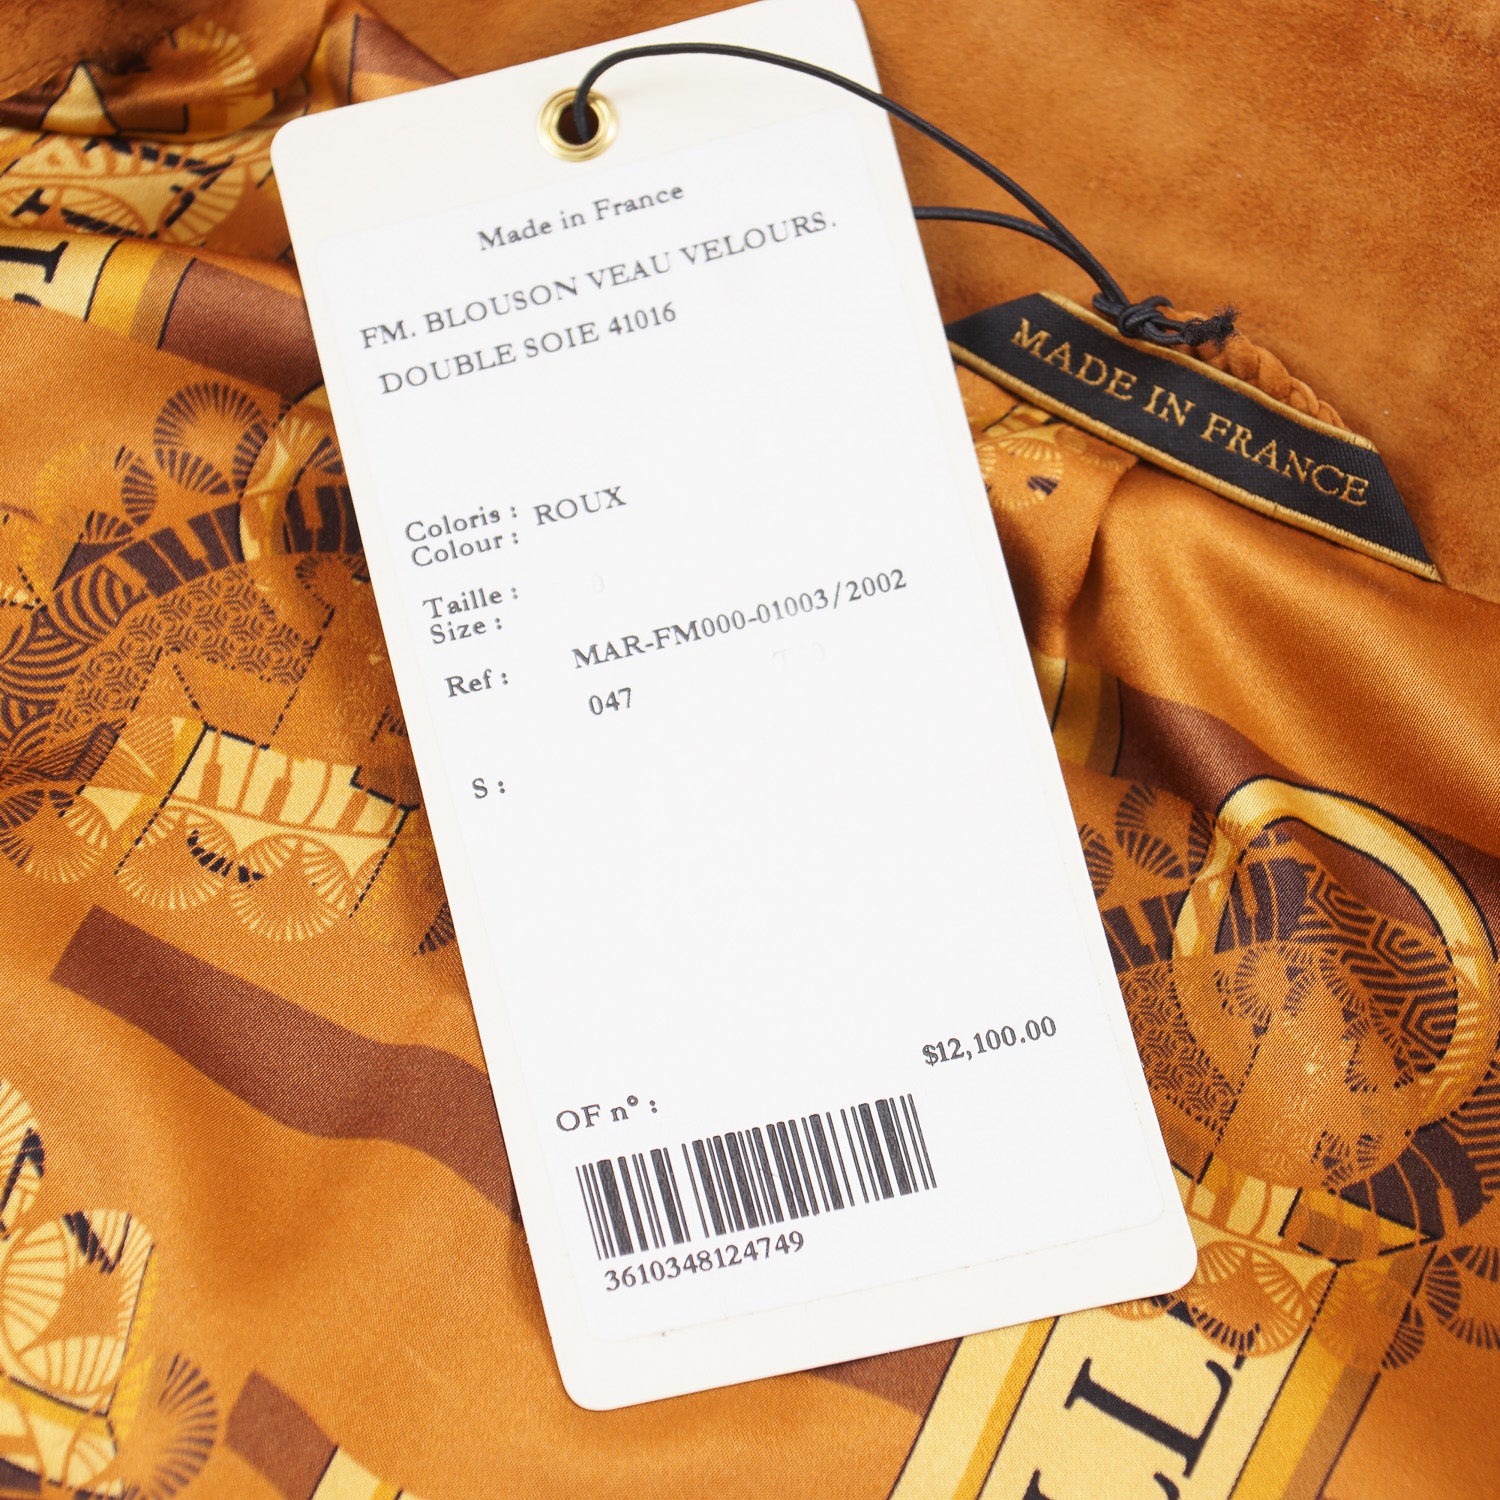 Made in France
FM. BLOUSON VEAU VELOURS.
DOUBLE SOIE 41016
Coloris : ROUX
Colour :
Taille :
Size :
Ref : MAR-FM000-01003/2002
047
S :
$12,100.00
OF n° :
3610348124749
MADE IN FRANCE